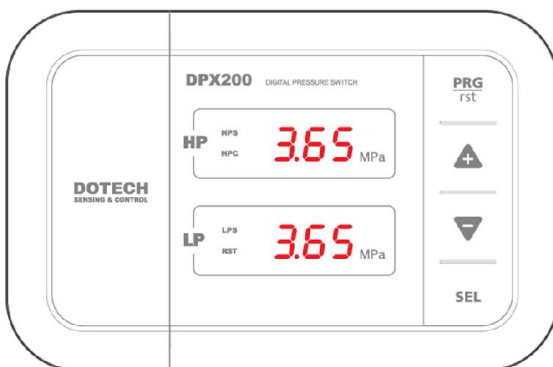 DPX200 DIGITAL PRESSURE SWITCH
PRG
rst
HP
HPS
HPC
3.65 MPa
+
DOTECH
SENSING & CONTROL
LP
LPS
RST
3.65 MPa
-
SEL